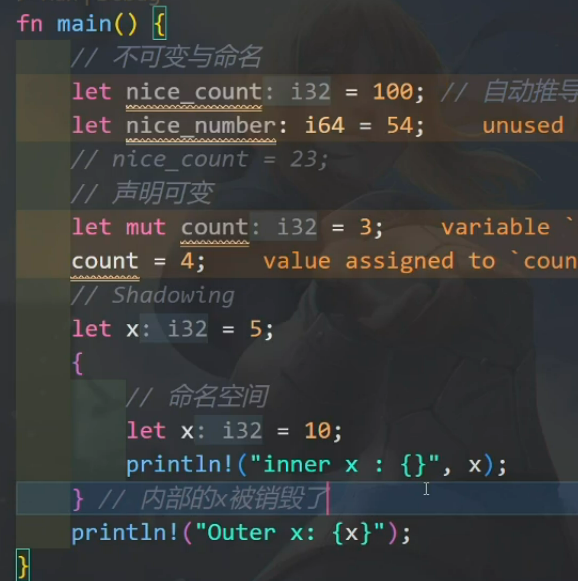 fn main() {
// 不可变与命名
let nice_count: i32 = 100; // 自动推导
let nice_number: i64 = 54; unused
// nice_count = 23;
// 声明可变
let mut count: i32 = 3; variable `
count = 4; value assigned to `coun
// Shadowing
let x: i32 = 5;
{
// 命名空间
let x: i32 = 10;
println!("inner x : {}", x);
} // 内部的x被销毁了
println!("Outer x: {x}");
}